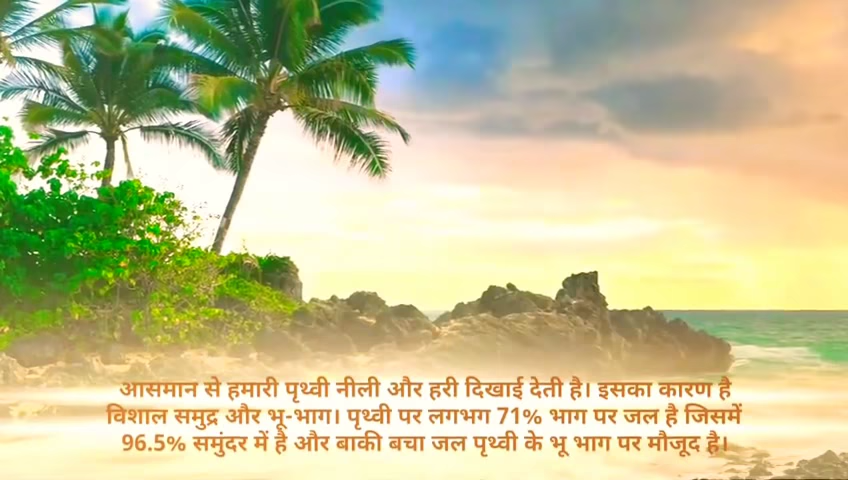 आसमान से हमारी पृथ्वी नीली और हरी दिखाई देती है। इसका कारण है
विशाल समुद्र और भू-भाग। पृथ्वी पर लगभग 71% भाग पर जल है जिसमें
96.5% समुंदर में है और बाकी बचा जल पृथ्वी के भू भाग पर मौजूद है।